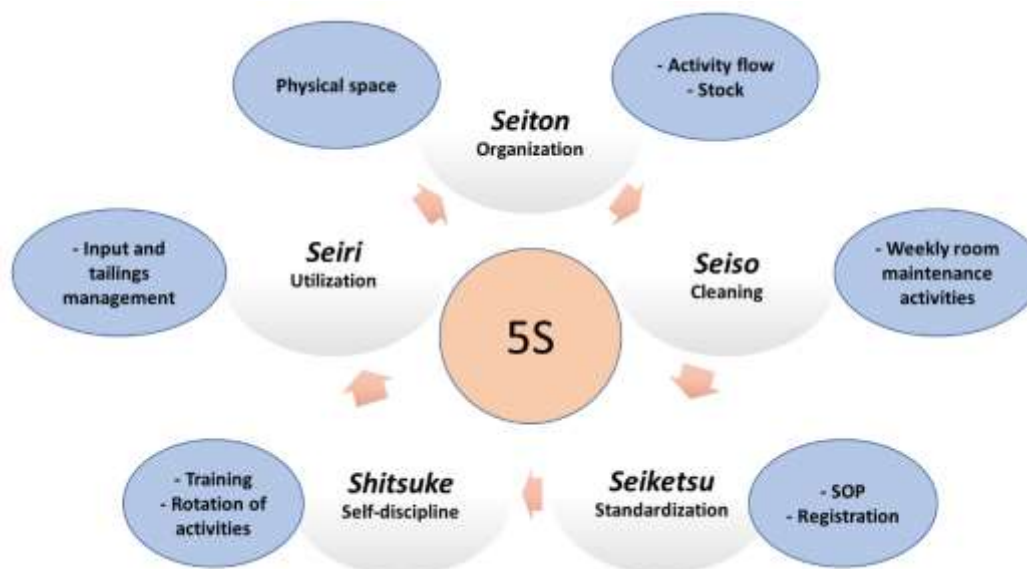 Physical space
- Activity flow
- Stock
Seiton
Organization
- Input and
tailings
management
Seiri
Utilization
Seiso
Cleaning
- Weekly room
maintenance
activities
5S
- Training
- Rotation of
activities
Shitsuke
Self-discipline
Seiketsu
Standardization
- SOP
- Registration